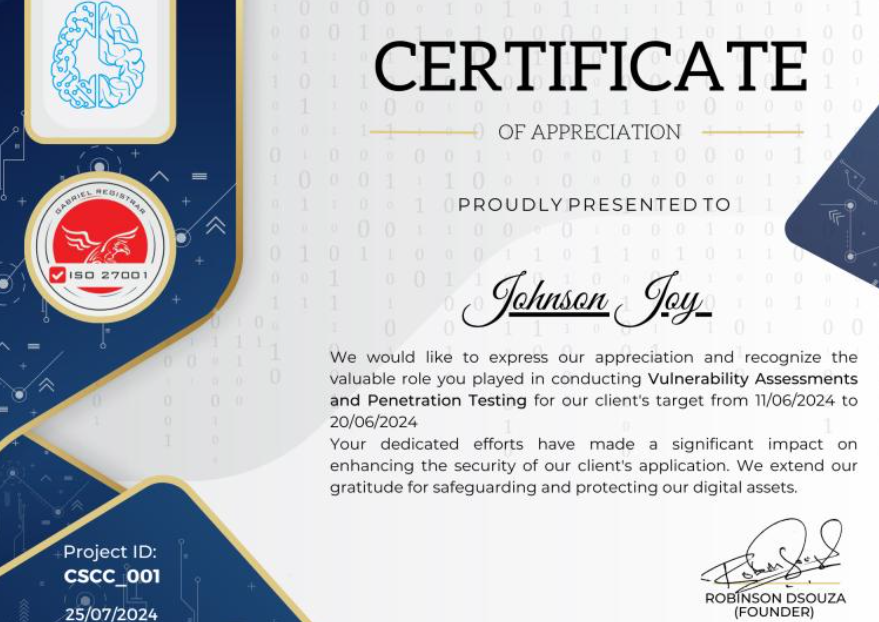 CERTIFICATE
OF APPRECIATION
PROUDLY PRESENTED TO
GABRIEL REGISTRAR
ISO 27001
Johnson Joy
We would like to express our appreciation and recognize the
valuable role you played in conducting Vulnerability Assessments
and Penetration Testing for our client's target from 11/06/2024 to
20/06/2024
Your dedicated efforts have made a significant impact on
enhancing the security of our client's application. We extend our
gratitude for safeguarding and protecting our digital assets.
Project ID:
CSCC_001
25/07/2024
ROBINSON DSOUZA
(FOUNDER)